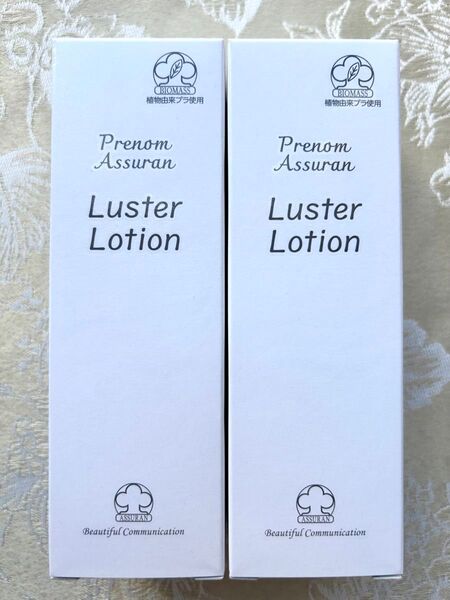 BIOMASS
植物由来プラ使用
Prenom
Assuran
Luster
Lotion
ASSURAN
Beautiful Communication
BIOMASS
植物由来プラ使用
Prenom
Assuran
Luster
Lotion
ASSURAN
Beautiful Communication